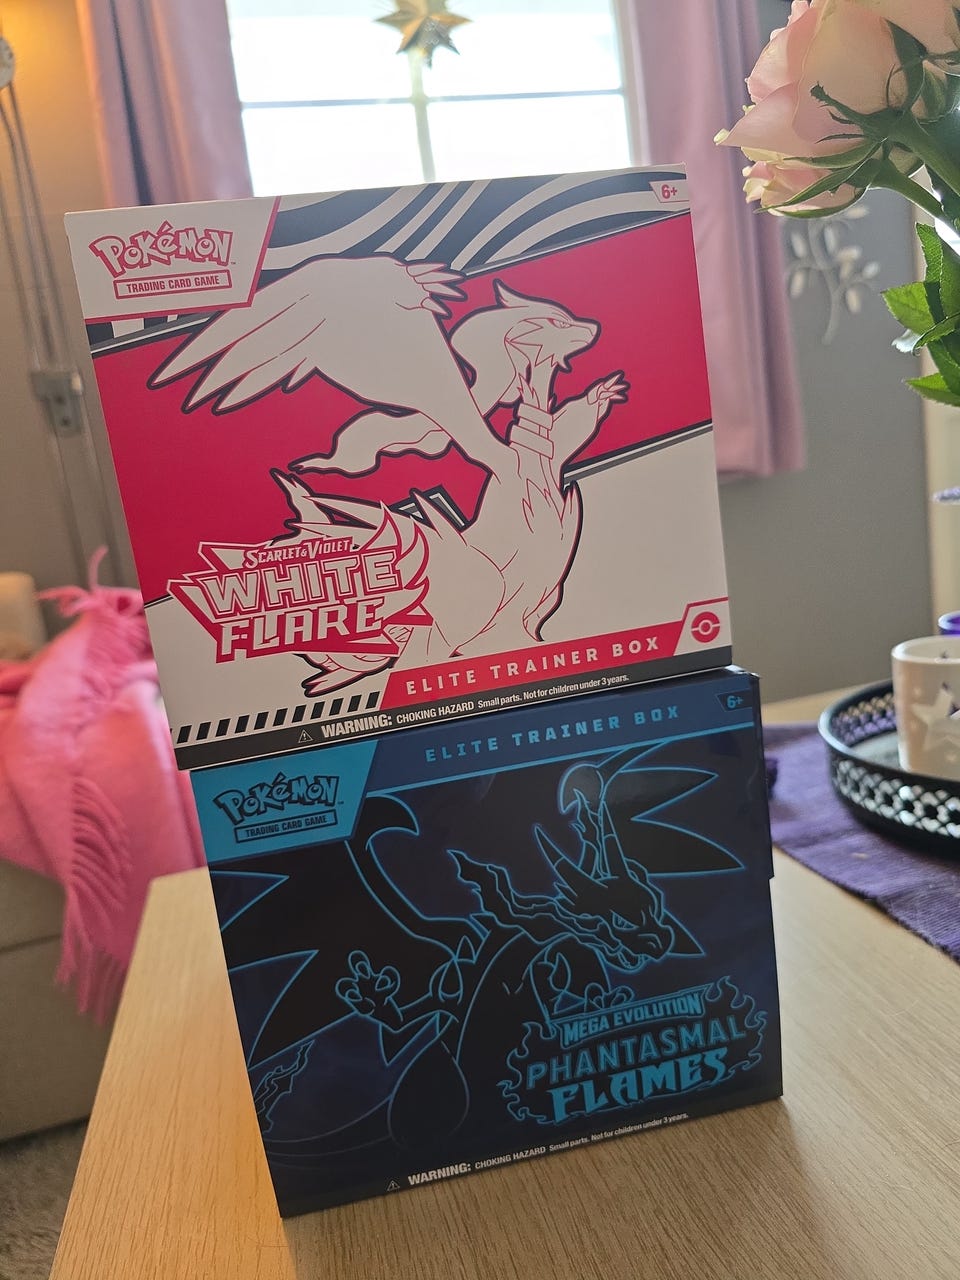 6+
POKéMON
TRADING CARD GAME
SCARLET & VIOLET
WHITE
FLARE
ELITE TRAINER BOX
WARNING: CHOKING HAZARD Small parts. Not for children under 3 years.
ELITE TRAINER BOX
6+
POKéMON
TRADING CARD GAME
MEGA EVOLUTION
PHANTASMAL
FLAMES
WARNING: CHOKING HAZARD Small parts. Not for children under 3 years.